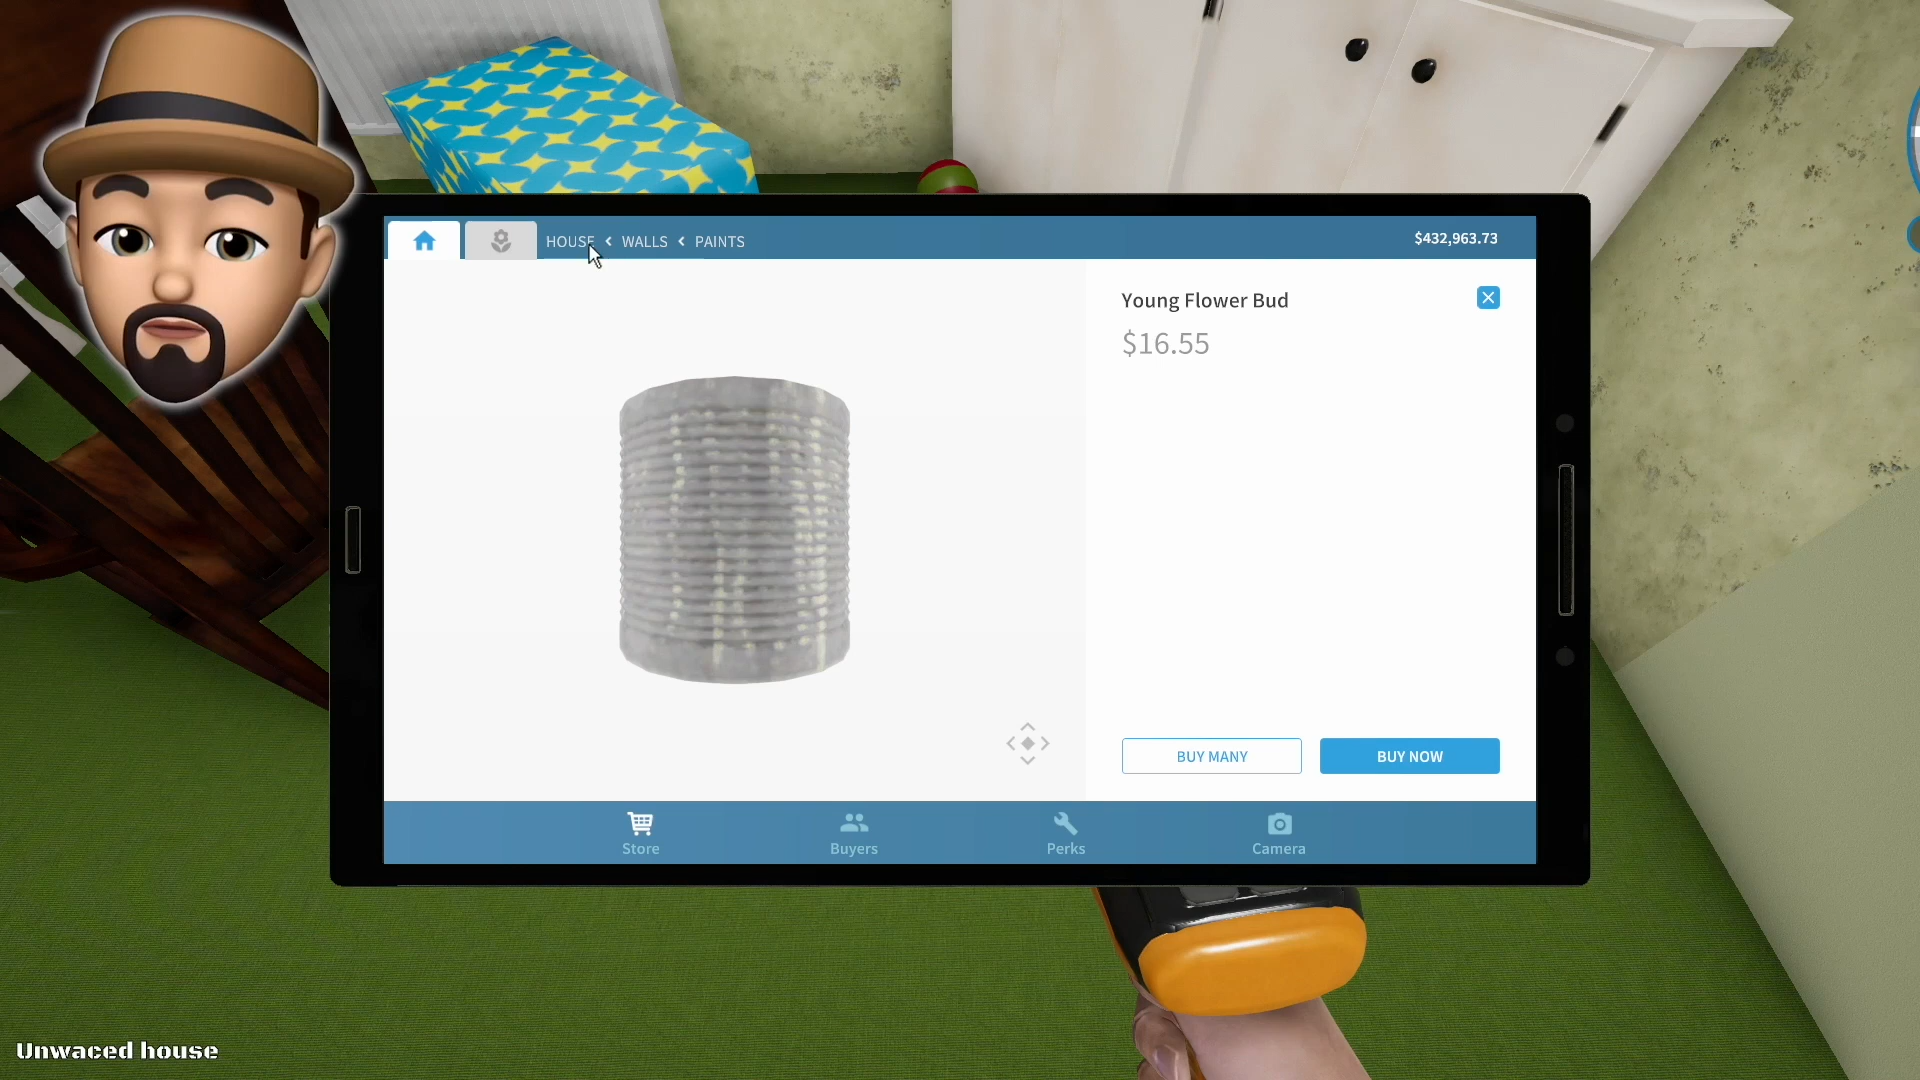 HOUSE < WALLS < PAINTS
$432,963.73
Young Flower Bud
$16.55
BUY MANY
BUY NOW
Store
Buyers
Perks
Camera
Unwaced house